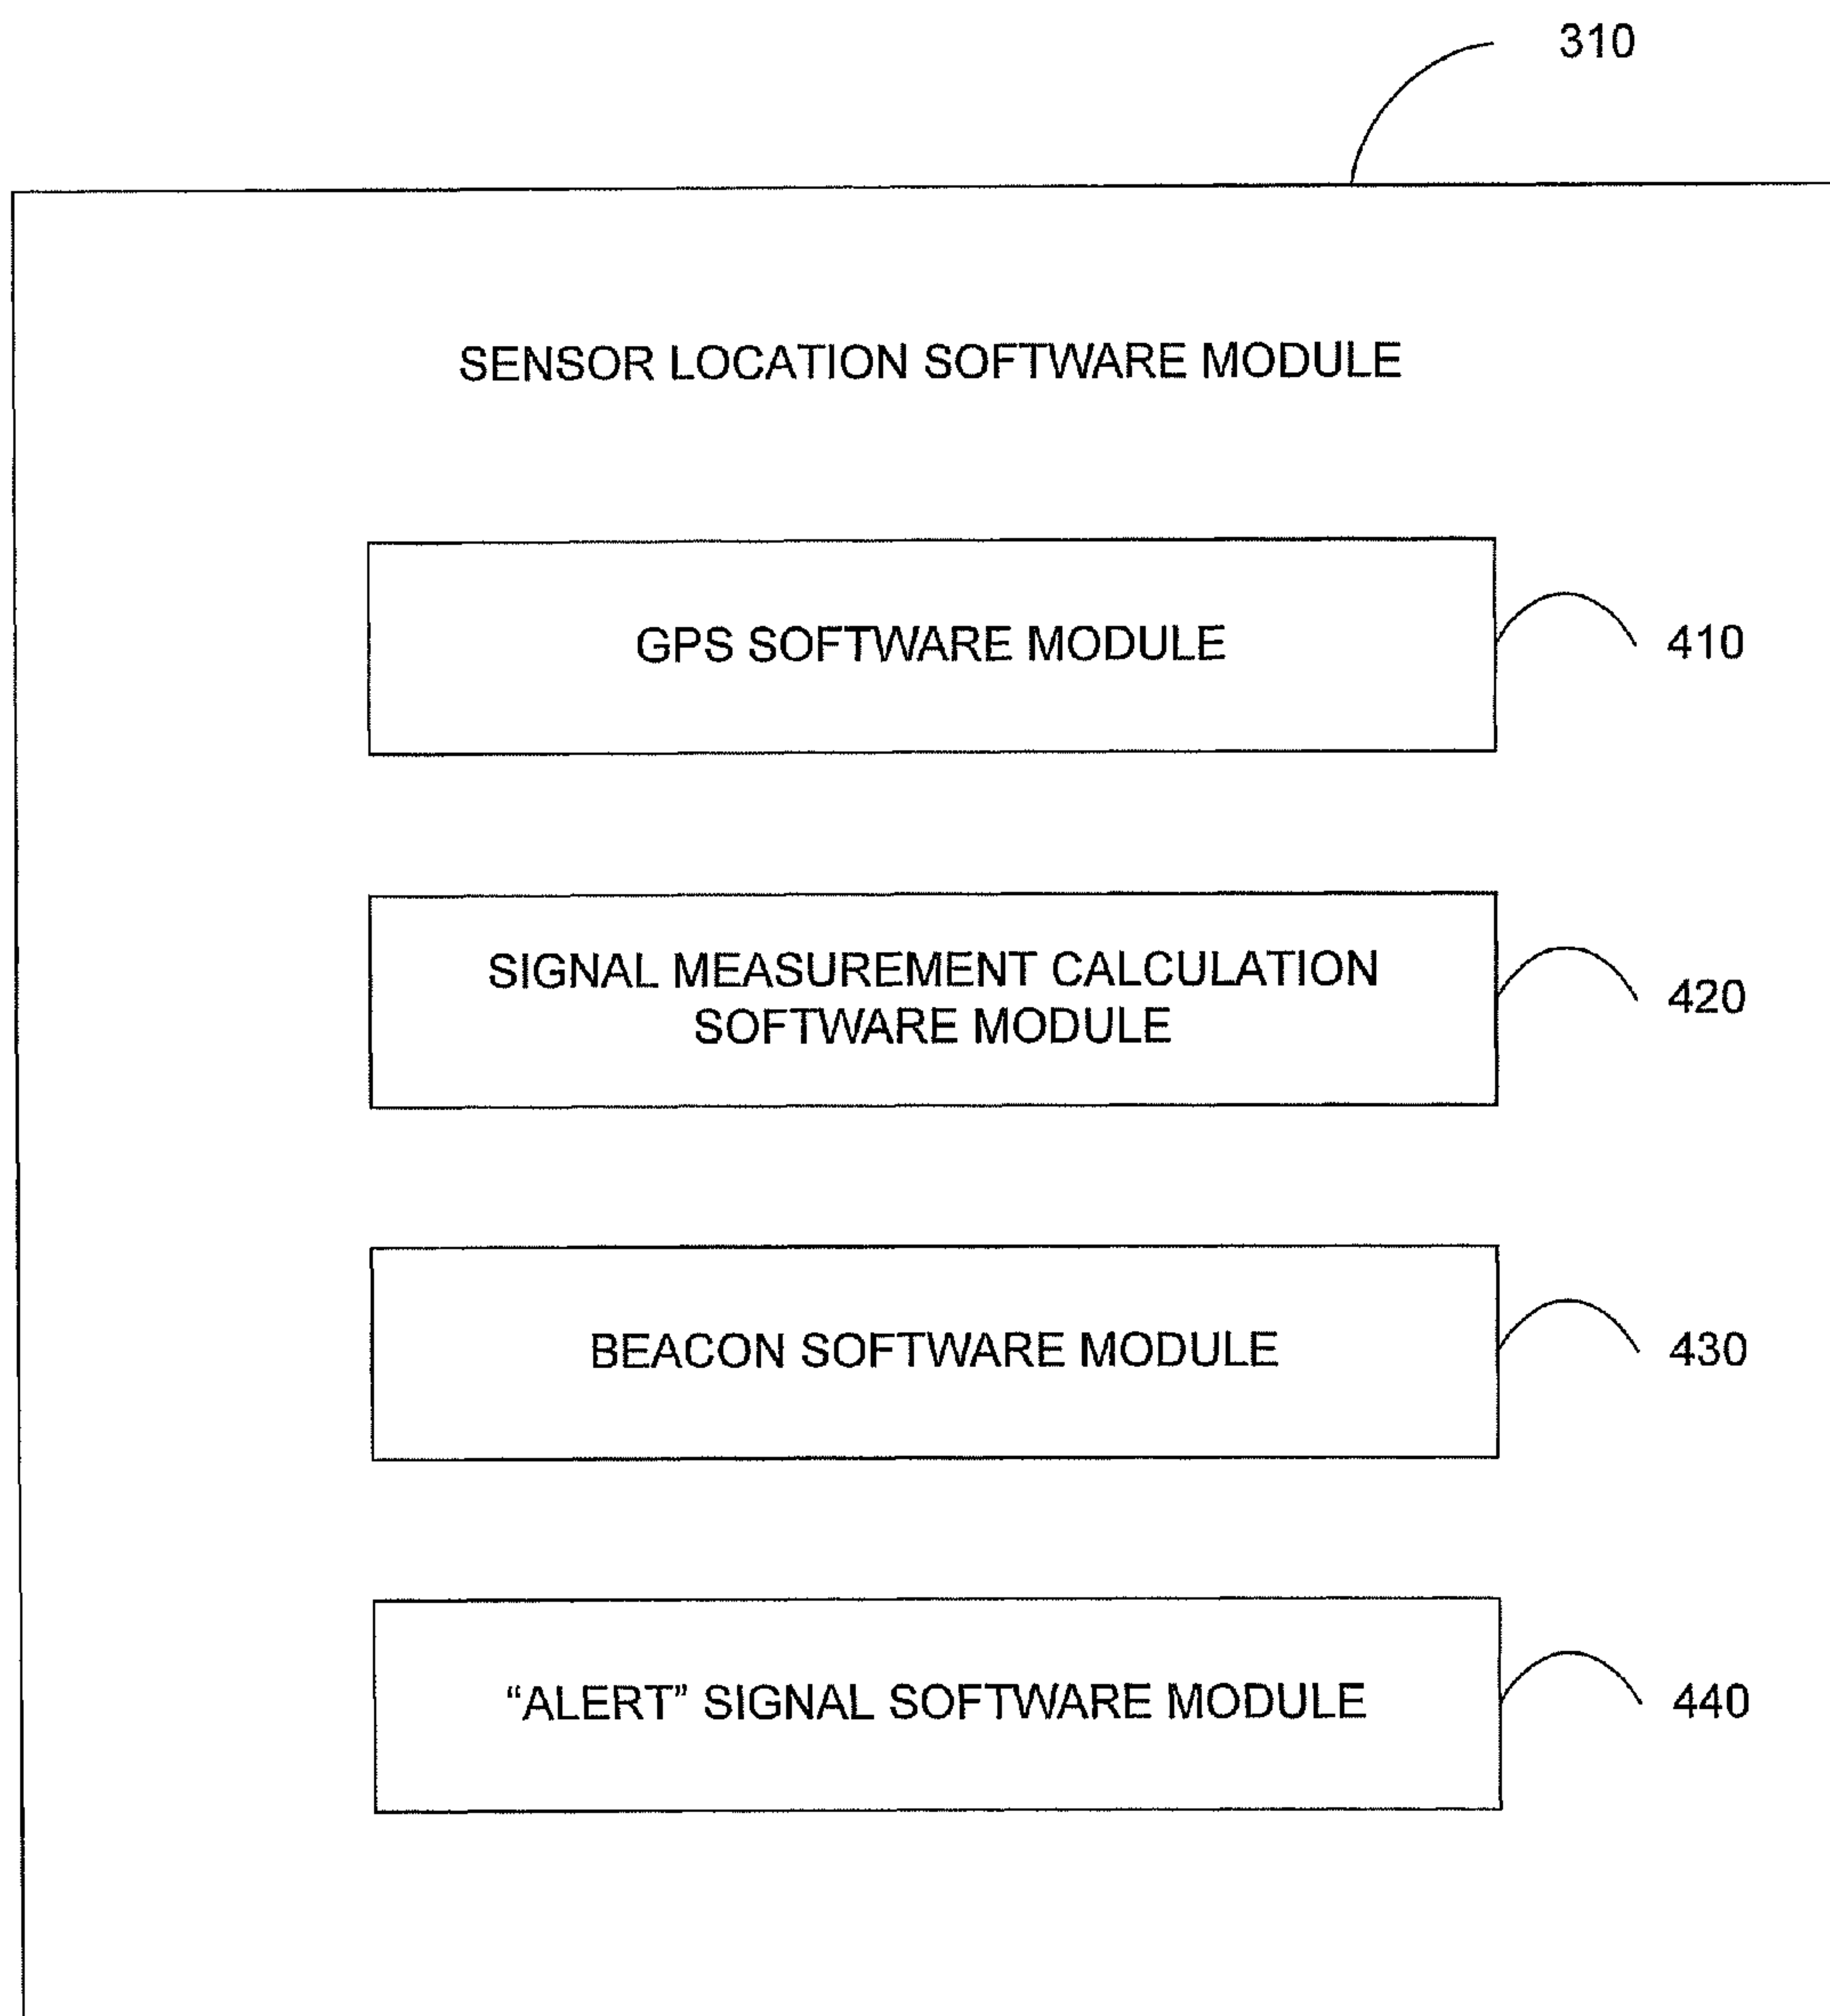 310
SENSOR LOCATION SOFTWARE MODULE
GPS SOFTWARE MODULE
410
SIGNAL MEASUREMENT CALCULATION
SOFTWARE MODULE
420
BEACON SOFTWARE MODULE
430
“ALERT” SIGNAL SOFTWARE MODULE
440